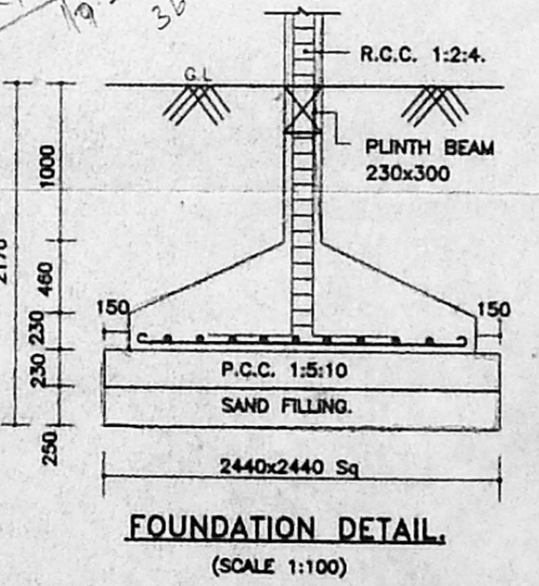 R.C.C. 1:2:4.
G.L
PLINTH BEAM
230x300
1000
460
150
150
230
230
P.C.C. 1:5:10
SAND FILLING.
250
2440x2440 Sq
FOUNDATION DETAIL.
(SCALE 1:100)